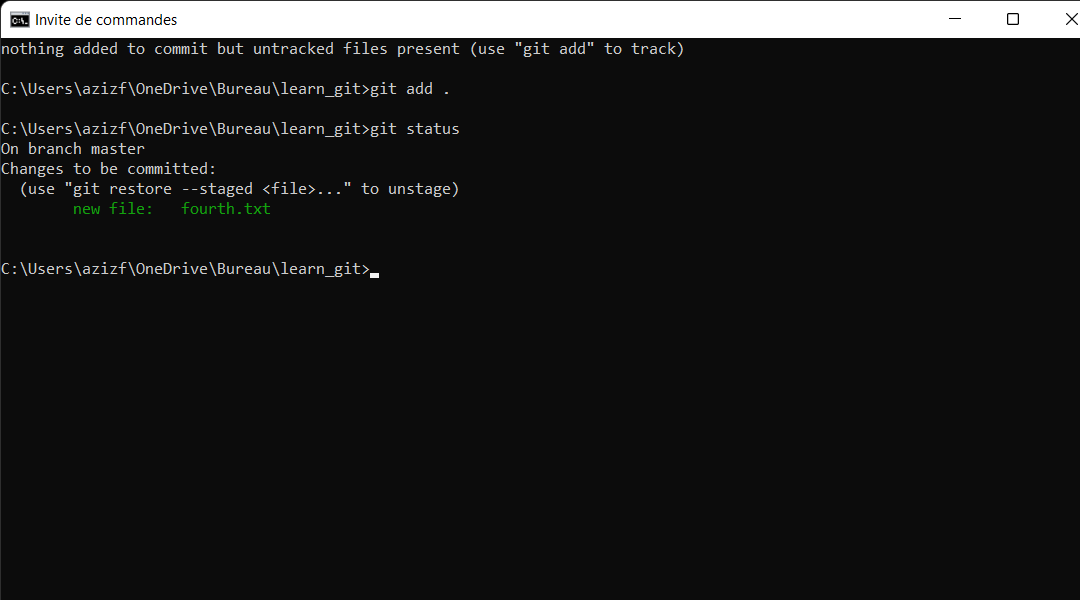 Invite de commandes
nothing added to commit but untracked files present (use "git add" to track)
C:\Users\azizf\OneDrive\Bureau\learn_git>git add .
C:\Users\azizf\OneDrive\Bureau\learn_git>git status
On branch master
Changes to be committed:
  (use "git restore --staged <file>..." to unstage)
        new file:   fourth.txt
C:\Users\azizf\OneDrive\Bureau\learn_git>